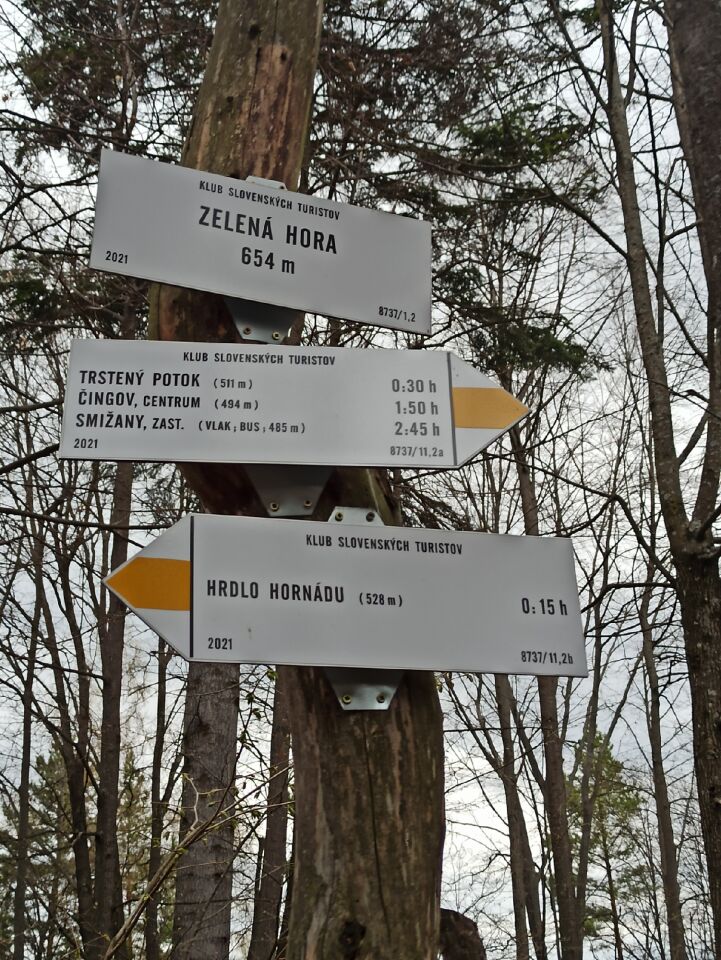 KLUB SLOVENSKÝCH TURISTOV
ZELENÁ HORA
654 m
2021 8737/1,2
KLUB SLOVENSKÝCH TURISTOV
TRSTENÝ POTOK (511 m) 0:30 h
ČINGOV, CENTRUM (494 m) 1:50 h
SMIŽANY, ZAST. (VLAK; BUS; 485 m) 2:45 h
2021 8737/11,2a
KLUB SLOVENSKÝCH TURISTOV
HRDLO HORNÁDU (528 m) 0:15 h
2021 8737/11,2b